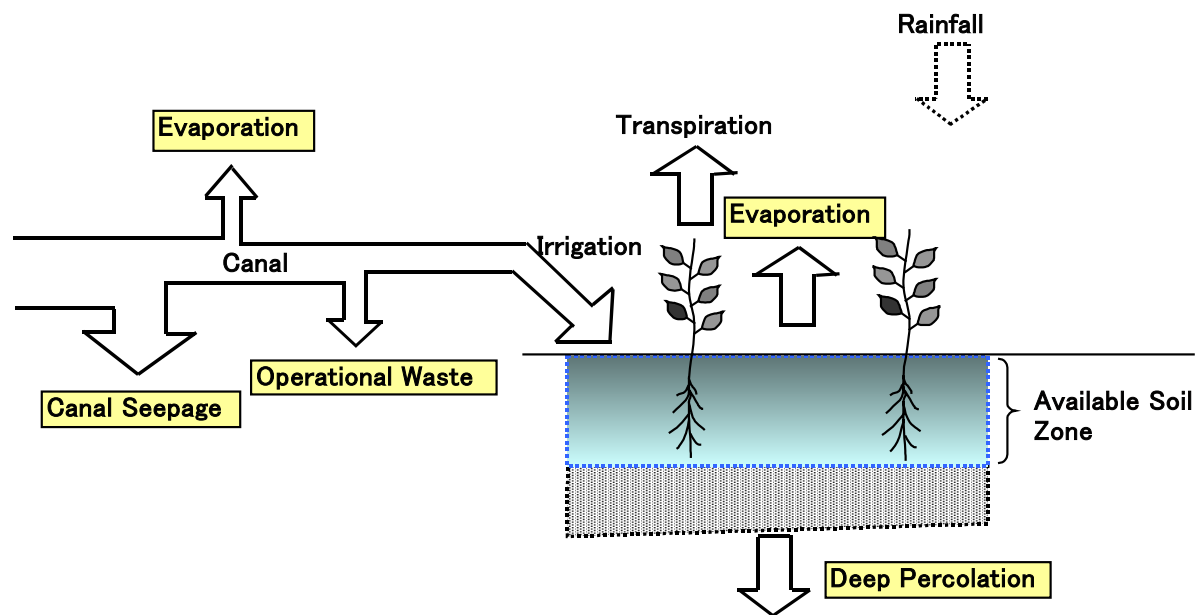 Rainfall
Evaporation
Transpiration
Evaporation
Irrigation
Canal
Operational Waste
Canal Seepage
Available Soil
Zone
Deep Percolation